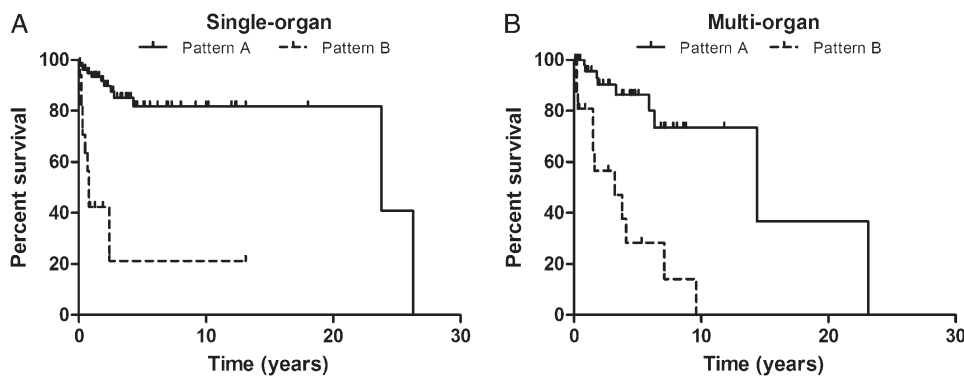 A
Single-organ
Pattern A
Pattern B
Percent survival
100
80
60
40
20
0
0
10
20
30
Time (years)
B
Multi-organ
Pattern A
Pattern B
Percent survival
100
80
60
40
20
0
0
10
20
30
Time (years)